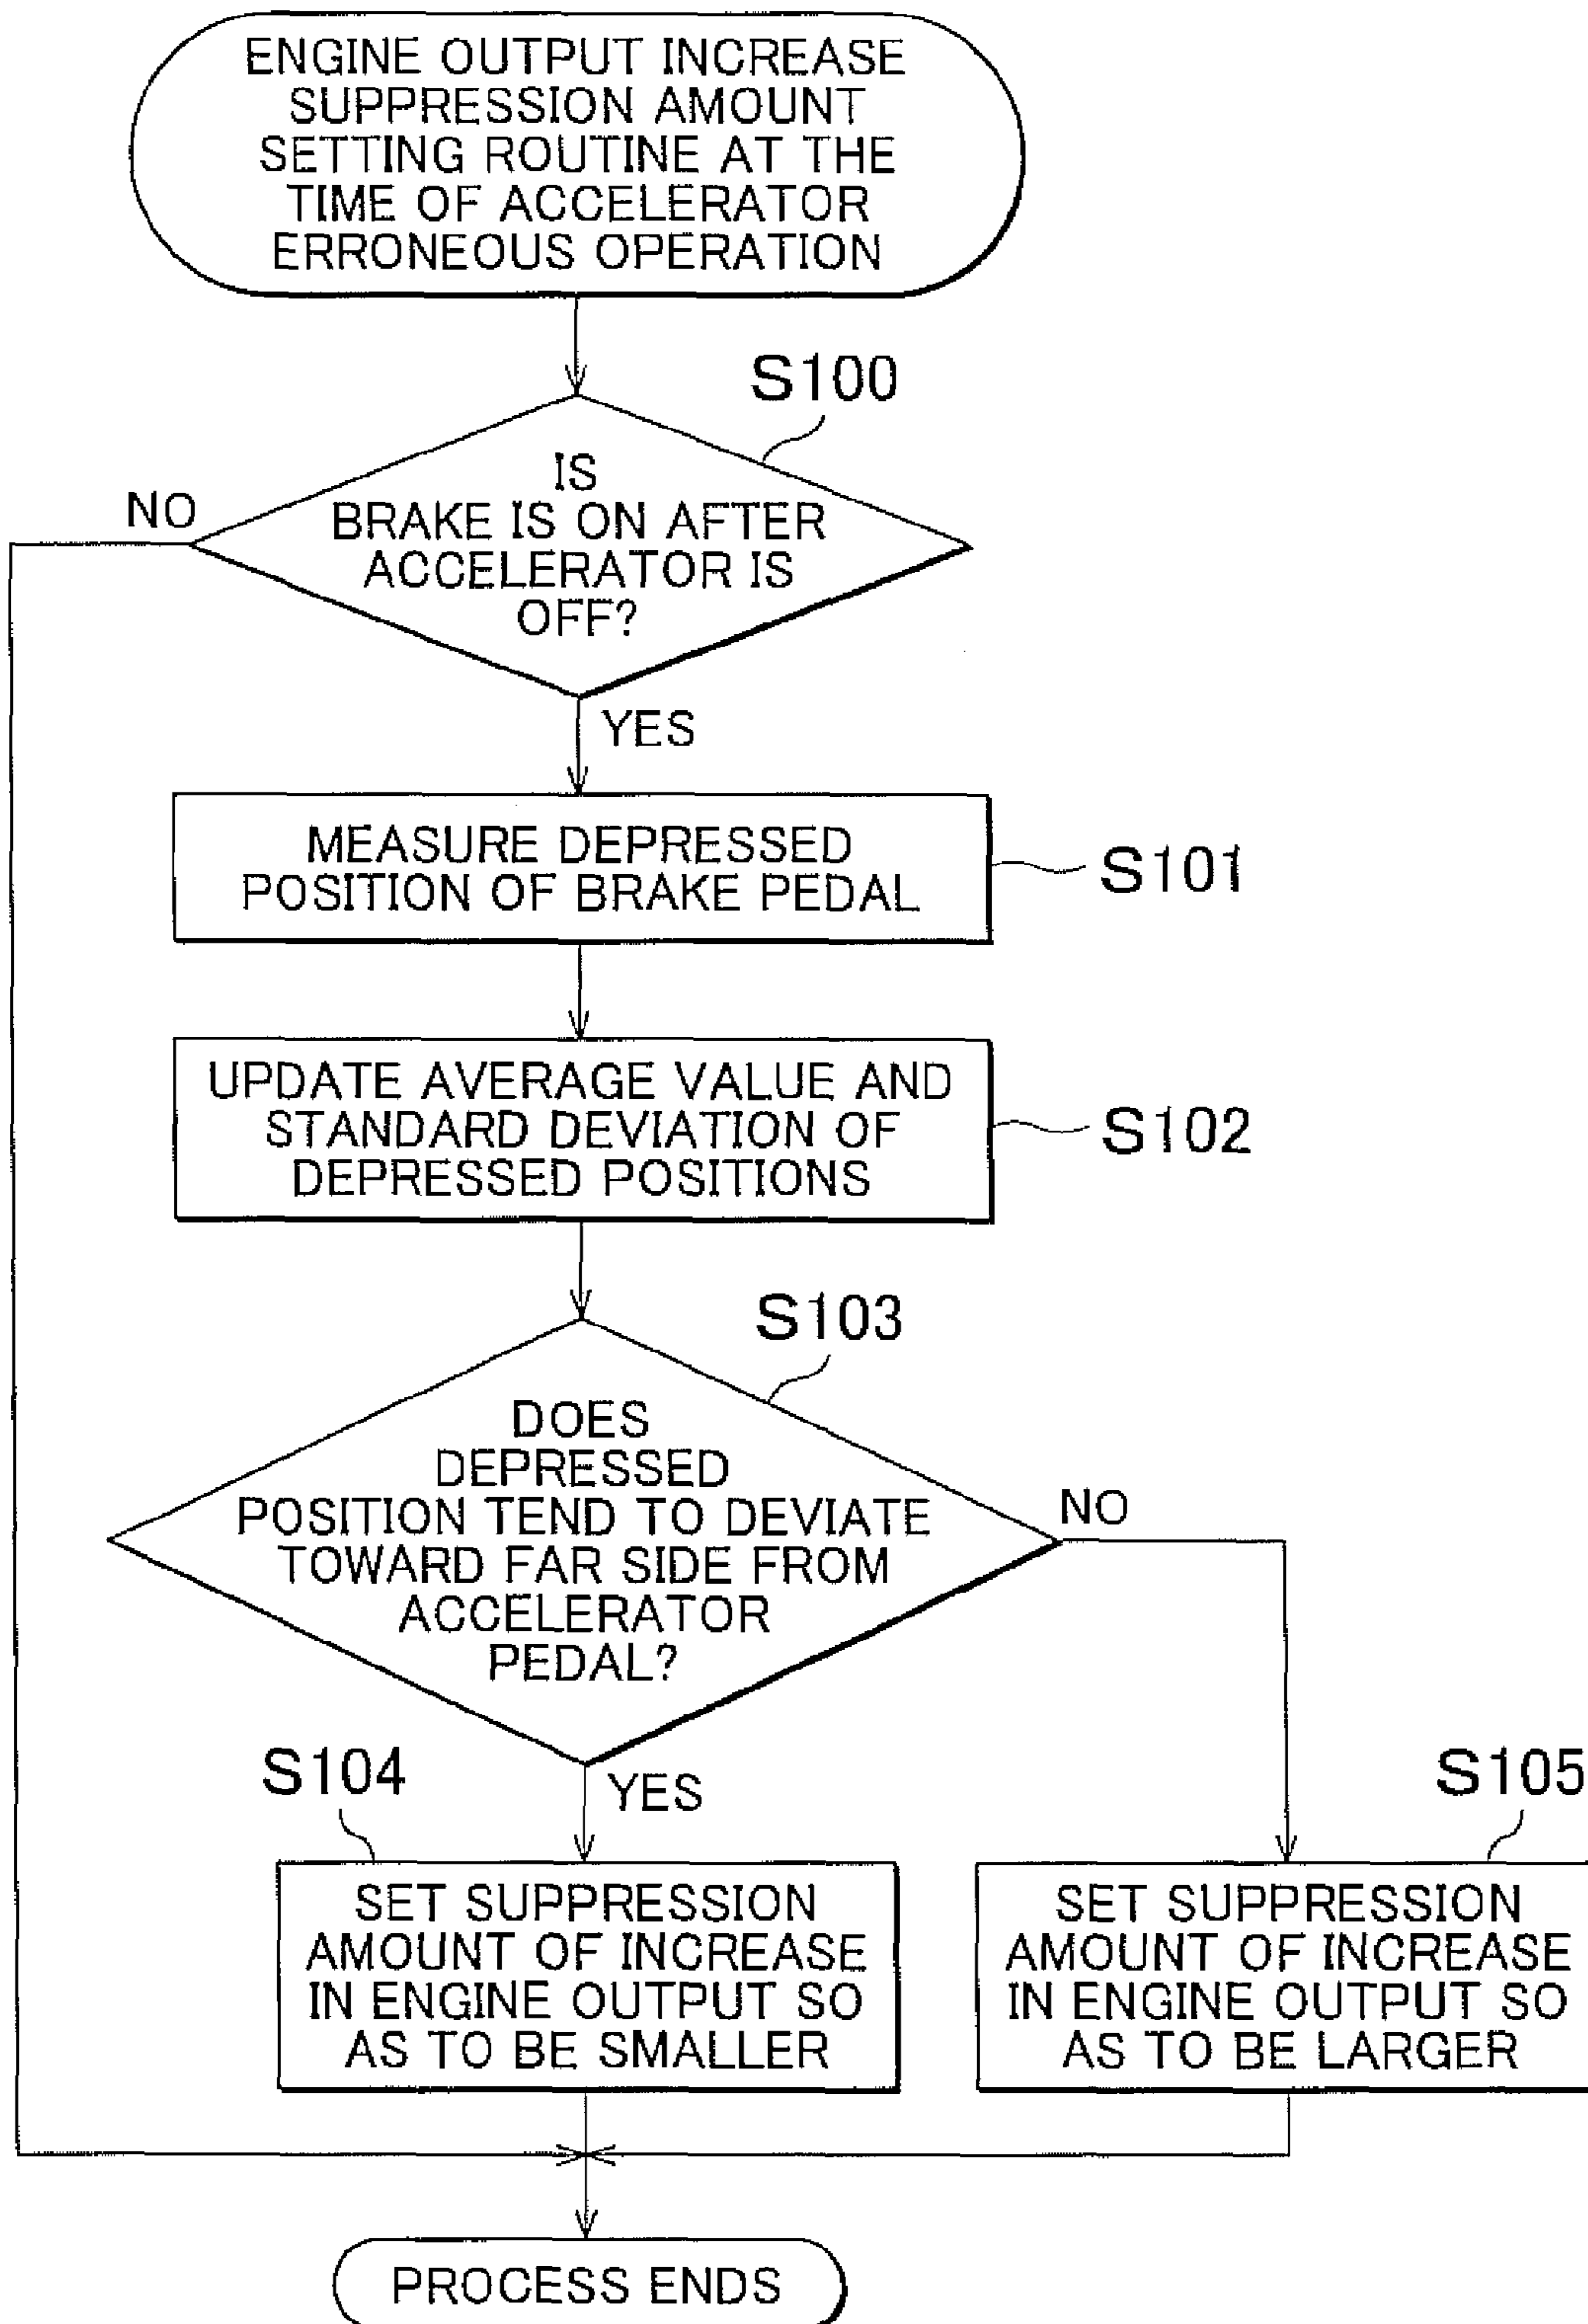 ENGINE OUTPUT INCREASE
SUPPRESSION AMOUNT
SETTING ROUTINE AT THE
TIME OF ACCELERATOR
ERRONEOUS OPERATION
S100
IS
BRAKE IS ON AFTER
ACCELERATOR IS
OFF?
NO
YES
MEASURE DEPRESSED
POSITION OF BRAKE PEDAL
S101
UPDATE AVERAGE VALUE AND
STANDARD DEVIATION OF
DEPRESSED POSITIONS
S102
S103
DOES
DEPRESSED
POSITION TEND TO DEVIATE
TOWARD FAR SIDE FROM
ACCELERATOR
PEDAL?
NO
YES
S104
SET SUPPRESSION
AMOUNT OF INCREASE
IN ENGINE OUTPUT SO
AS TO BE SMALLER
S105
SET SUPPRESSION
AMOUNT OF INCREASE
IN ENGINE OUTPUT SO
AS TO BE LARGER
PROCESS ENDS